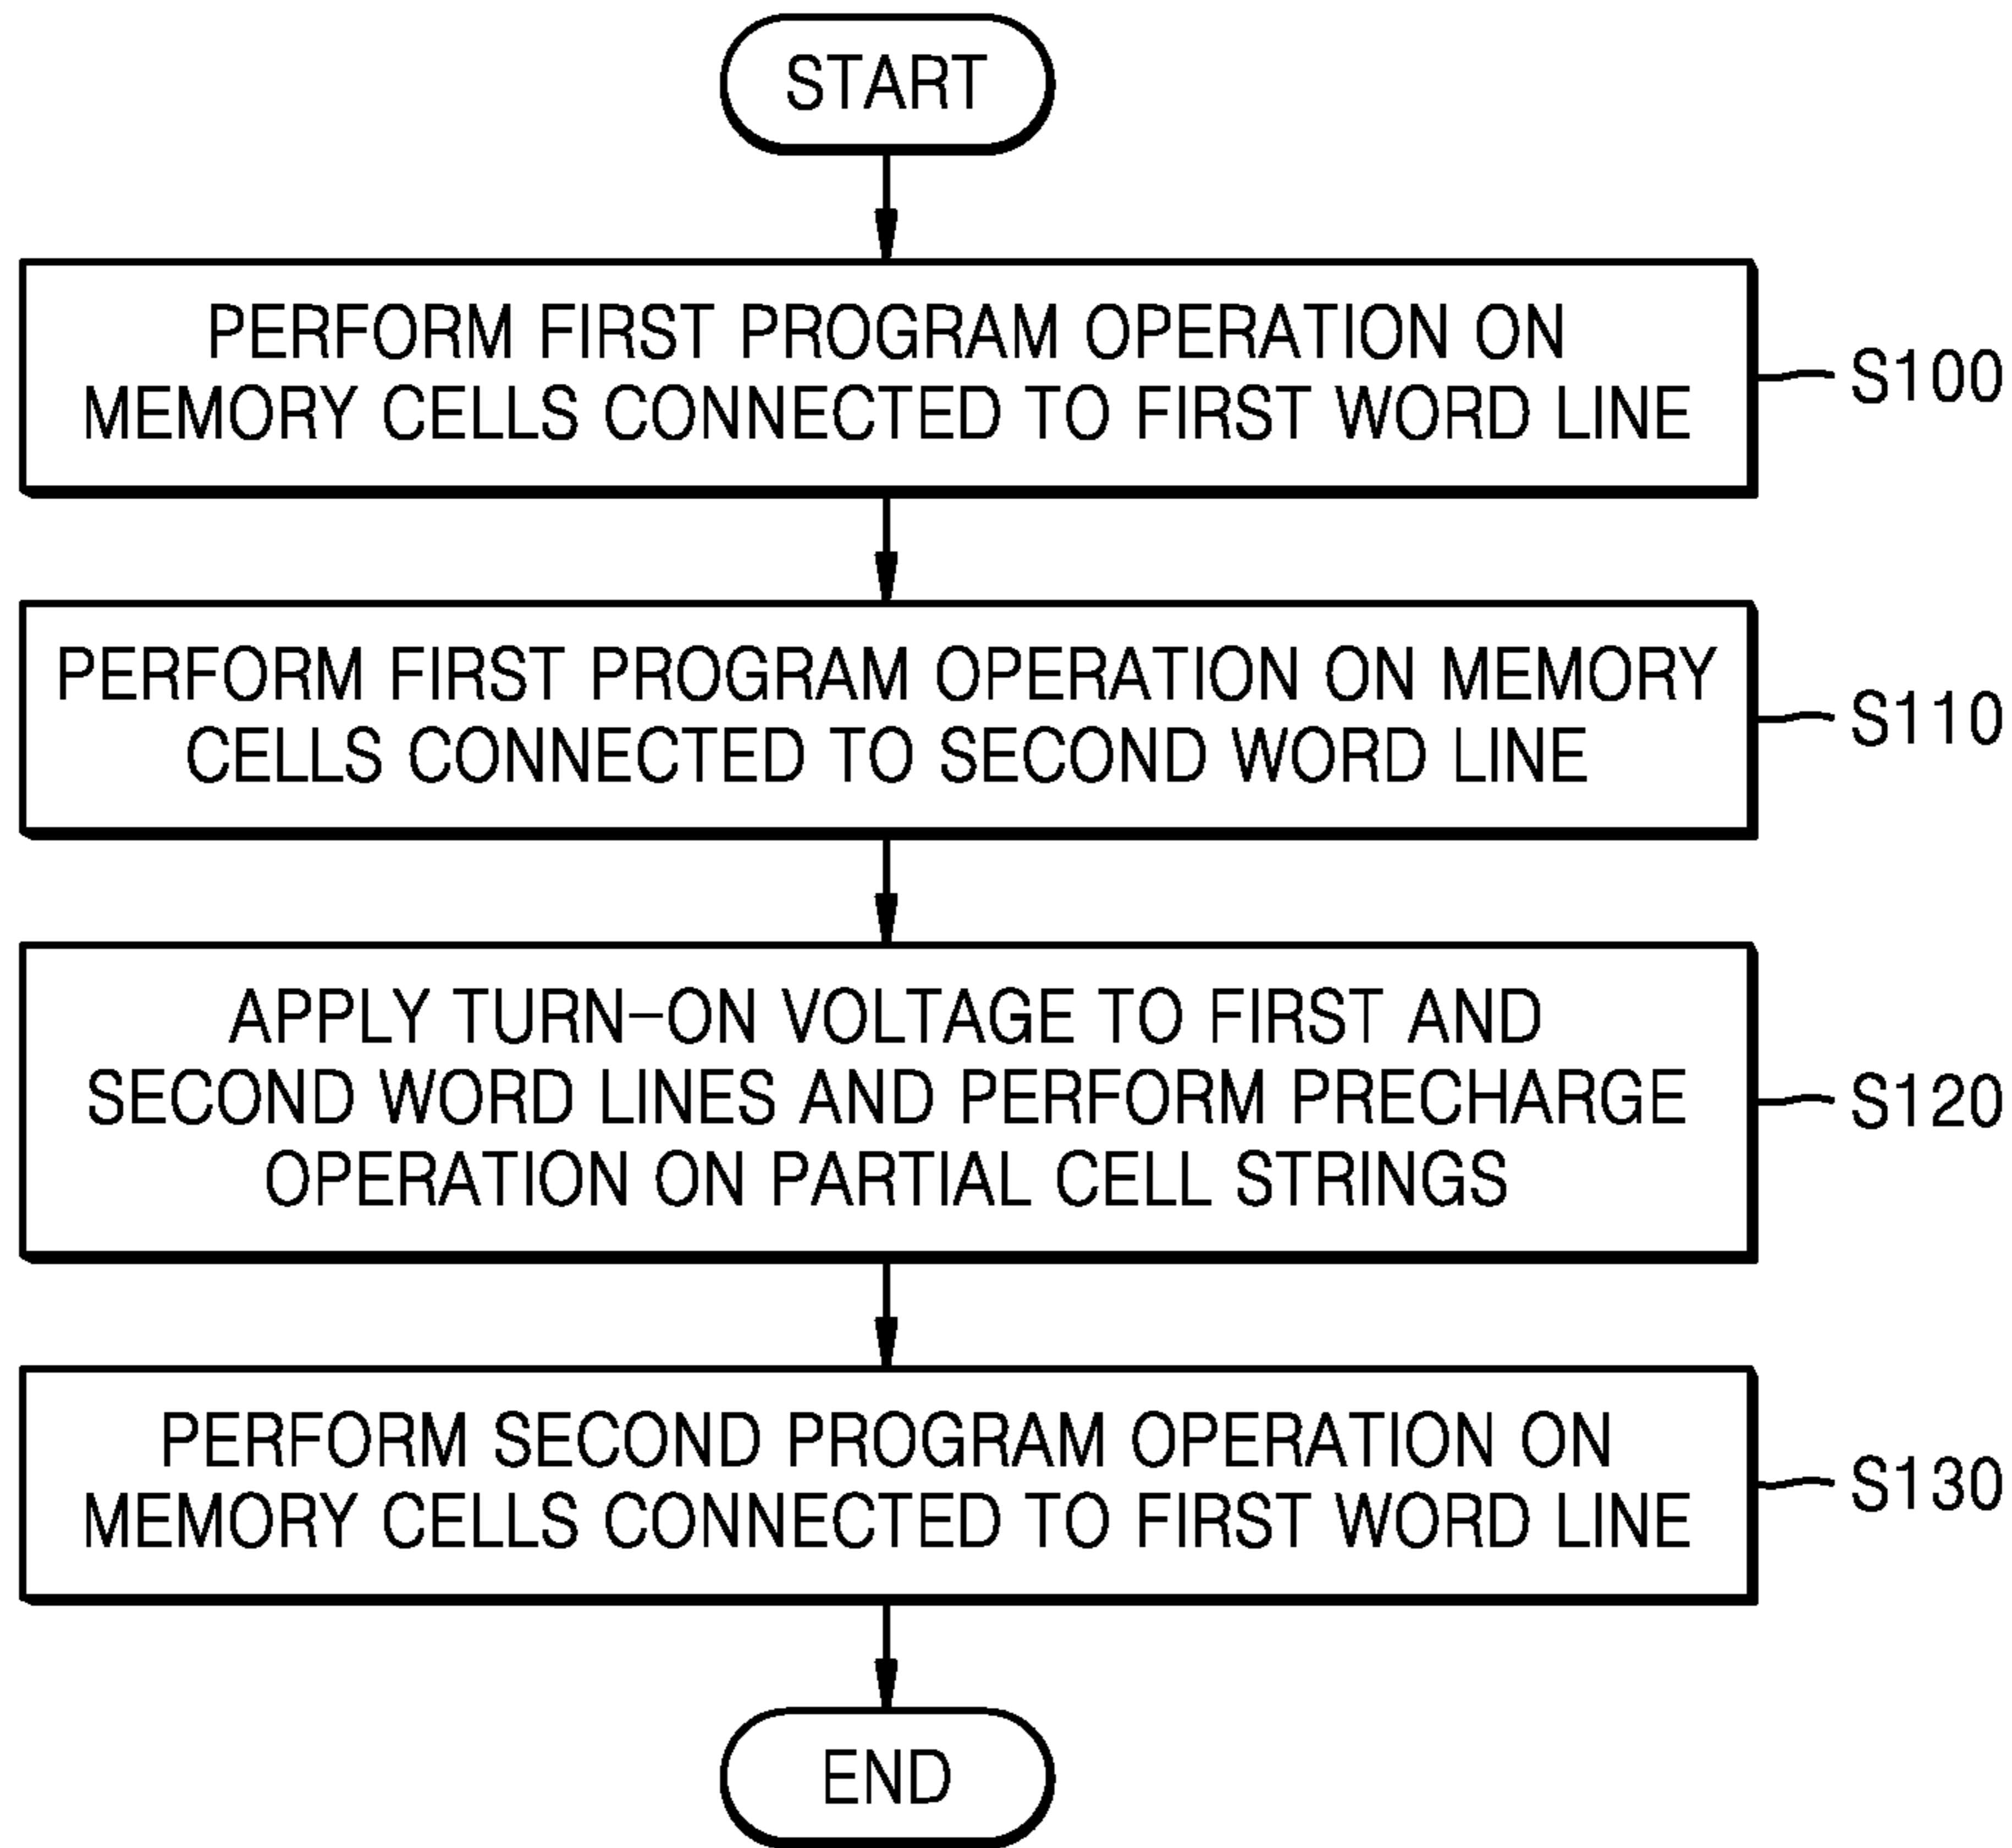 START
PERFORM FIRST PROGRAM OPERATION ON
MEMORY CELLS CONNECTED TO FIRST WORD LINE
S100
PERFORM FIRST PROGRAM OPERATION ON MEMORY
CELLS CONNECTED TO SECOND WORD LINE
S110
APPLY TURN-ON VOLTAGE TO FIRST AND
SECOND WORD LINES AND PERFORM PRECHARGE
OPERATION ON PARTIAL CELL STRINGS
S120
PERFORM SECOND PROGRAM OPERATION ON
MEMORY CELLS CONNECTED TO FIRST WORD LINE
S130
END